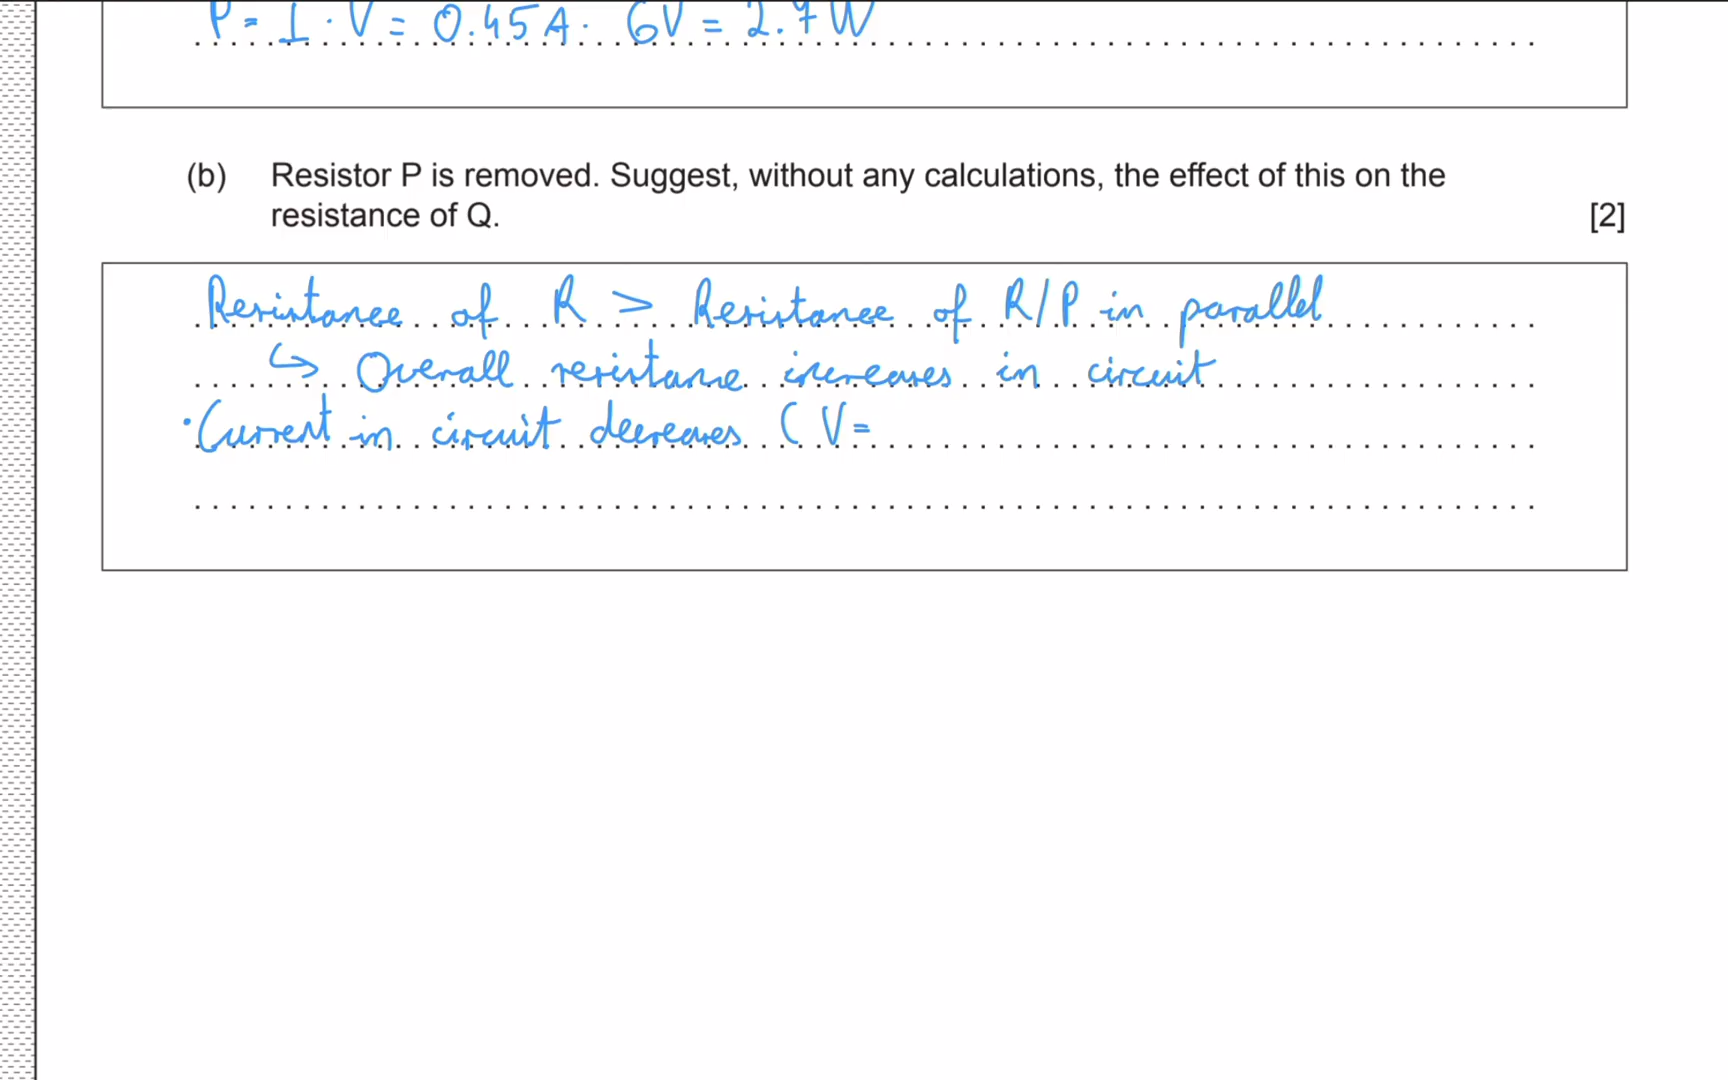 P = I · V = 0.45A · 6V = 2.7 W
(b) Resistor P is removed. Suggest, without any calculations, the effect of this on the
resistance of Q. [2]
Resistance of R > Resistance of R/P in parallel
↪ Overall resistance increases in circuit
· Current in circuit decreases ( V=